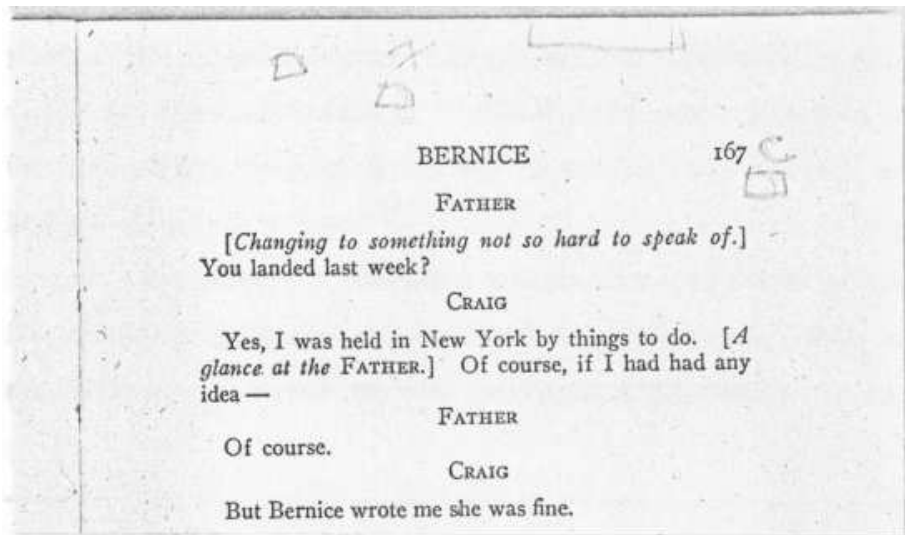 BERNICE 167 C
FATHER
[Changing to something not so hard to speak of.]
You landed last week?
CRAIG
Yes, I was held in New York by things to do. [A
glance at the FATHER.] Of course, if I had had any
idea —
FATHER
Of course.
CRAIG
But Bernice wrote me she was fine.